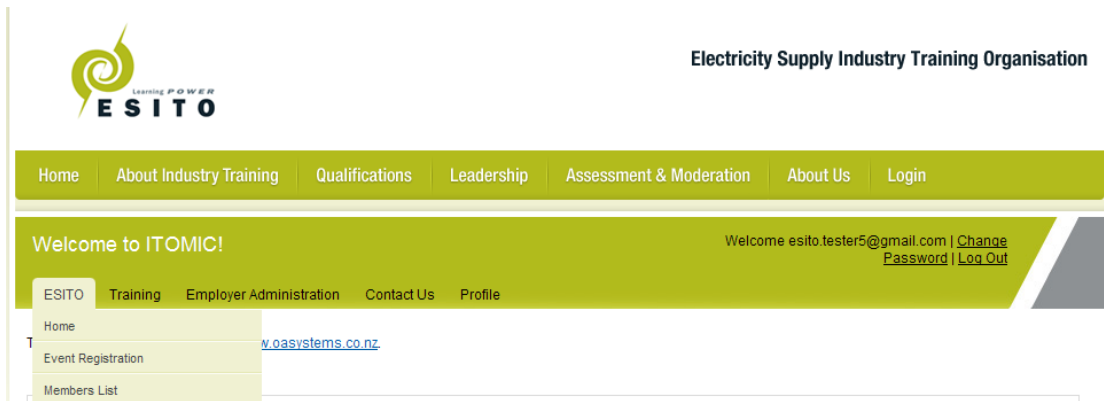 Learning POWER
ESITO
Electricity Supply Industry Training Organisation
Home About Industry Training Qualifications Leadership Assessment & Moderation About Us Login
Welcome to ITOMIC!
Welcome esito.tester5@gmail.com | Change
Password | Log Out
ESITO Training Employer Administration Contact Us Profile
Home
T
w.oasystems.co.nz.
Event Registration
Members List